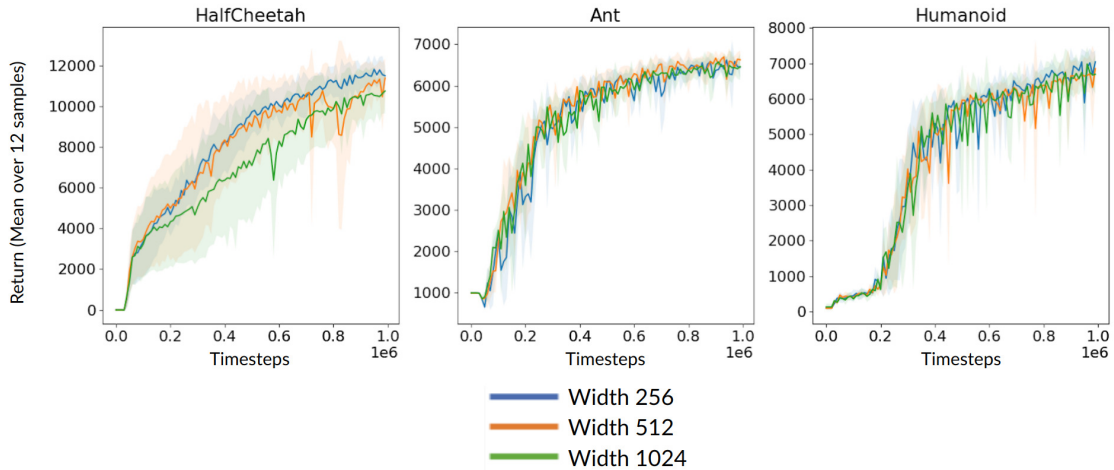 HalfCheetah
Ant
Humanoid
Return (Mean over 12 samples)
12000
10000
8000
6000
4000
2000
0
0.0 0.2 0.4 0.6 0.8 1.0
1e6
Timesteps
7000
6000
5000
4000
3000
2000
1000
0.0 0.2 0.4 0.6 0.8 1.0
1e6
Timesteps
8000
7000
6000
5000
4000
3000
2000
1000
0
0.0 0.2 0.4 0.6 0.8 1.0
1e6
Timesteps
Width 256
Width 512
Width 1024